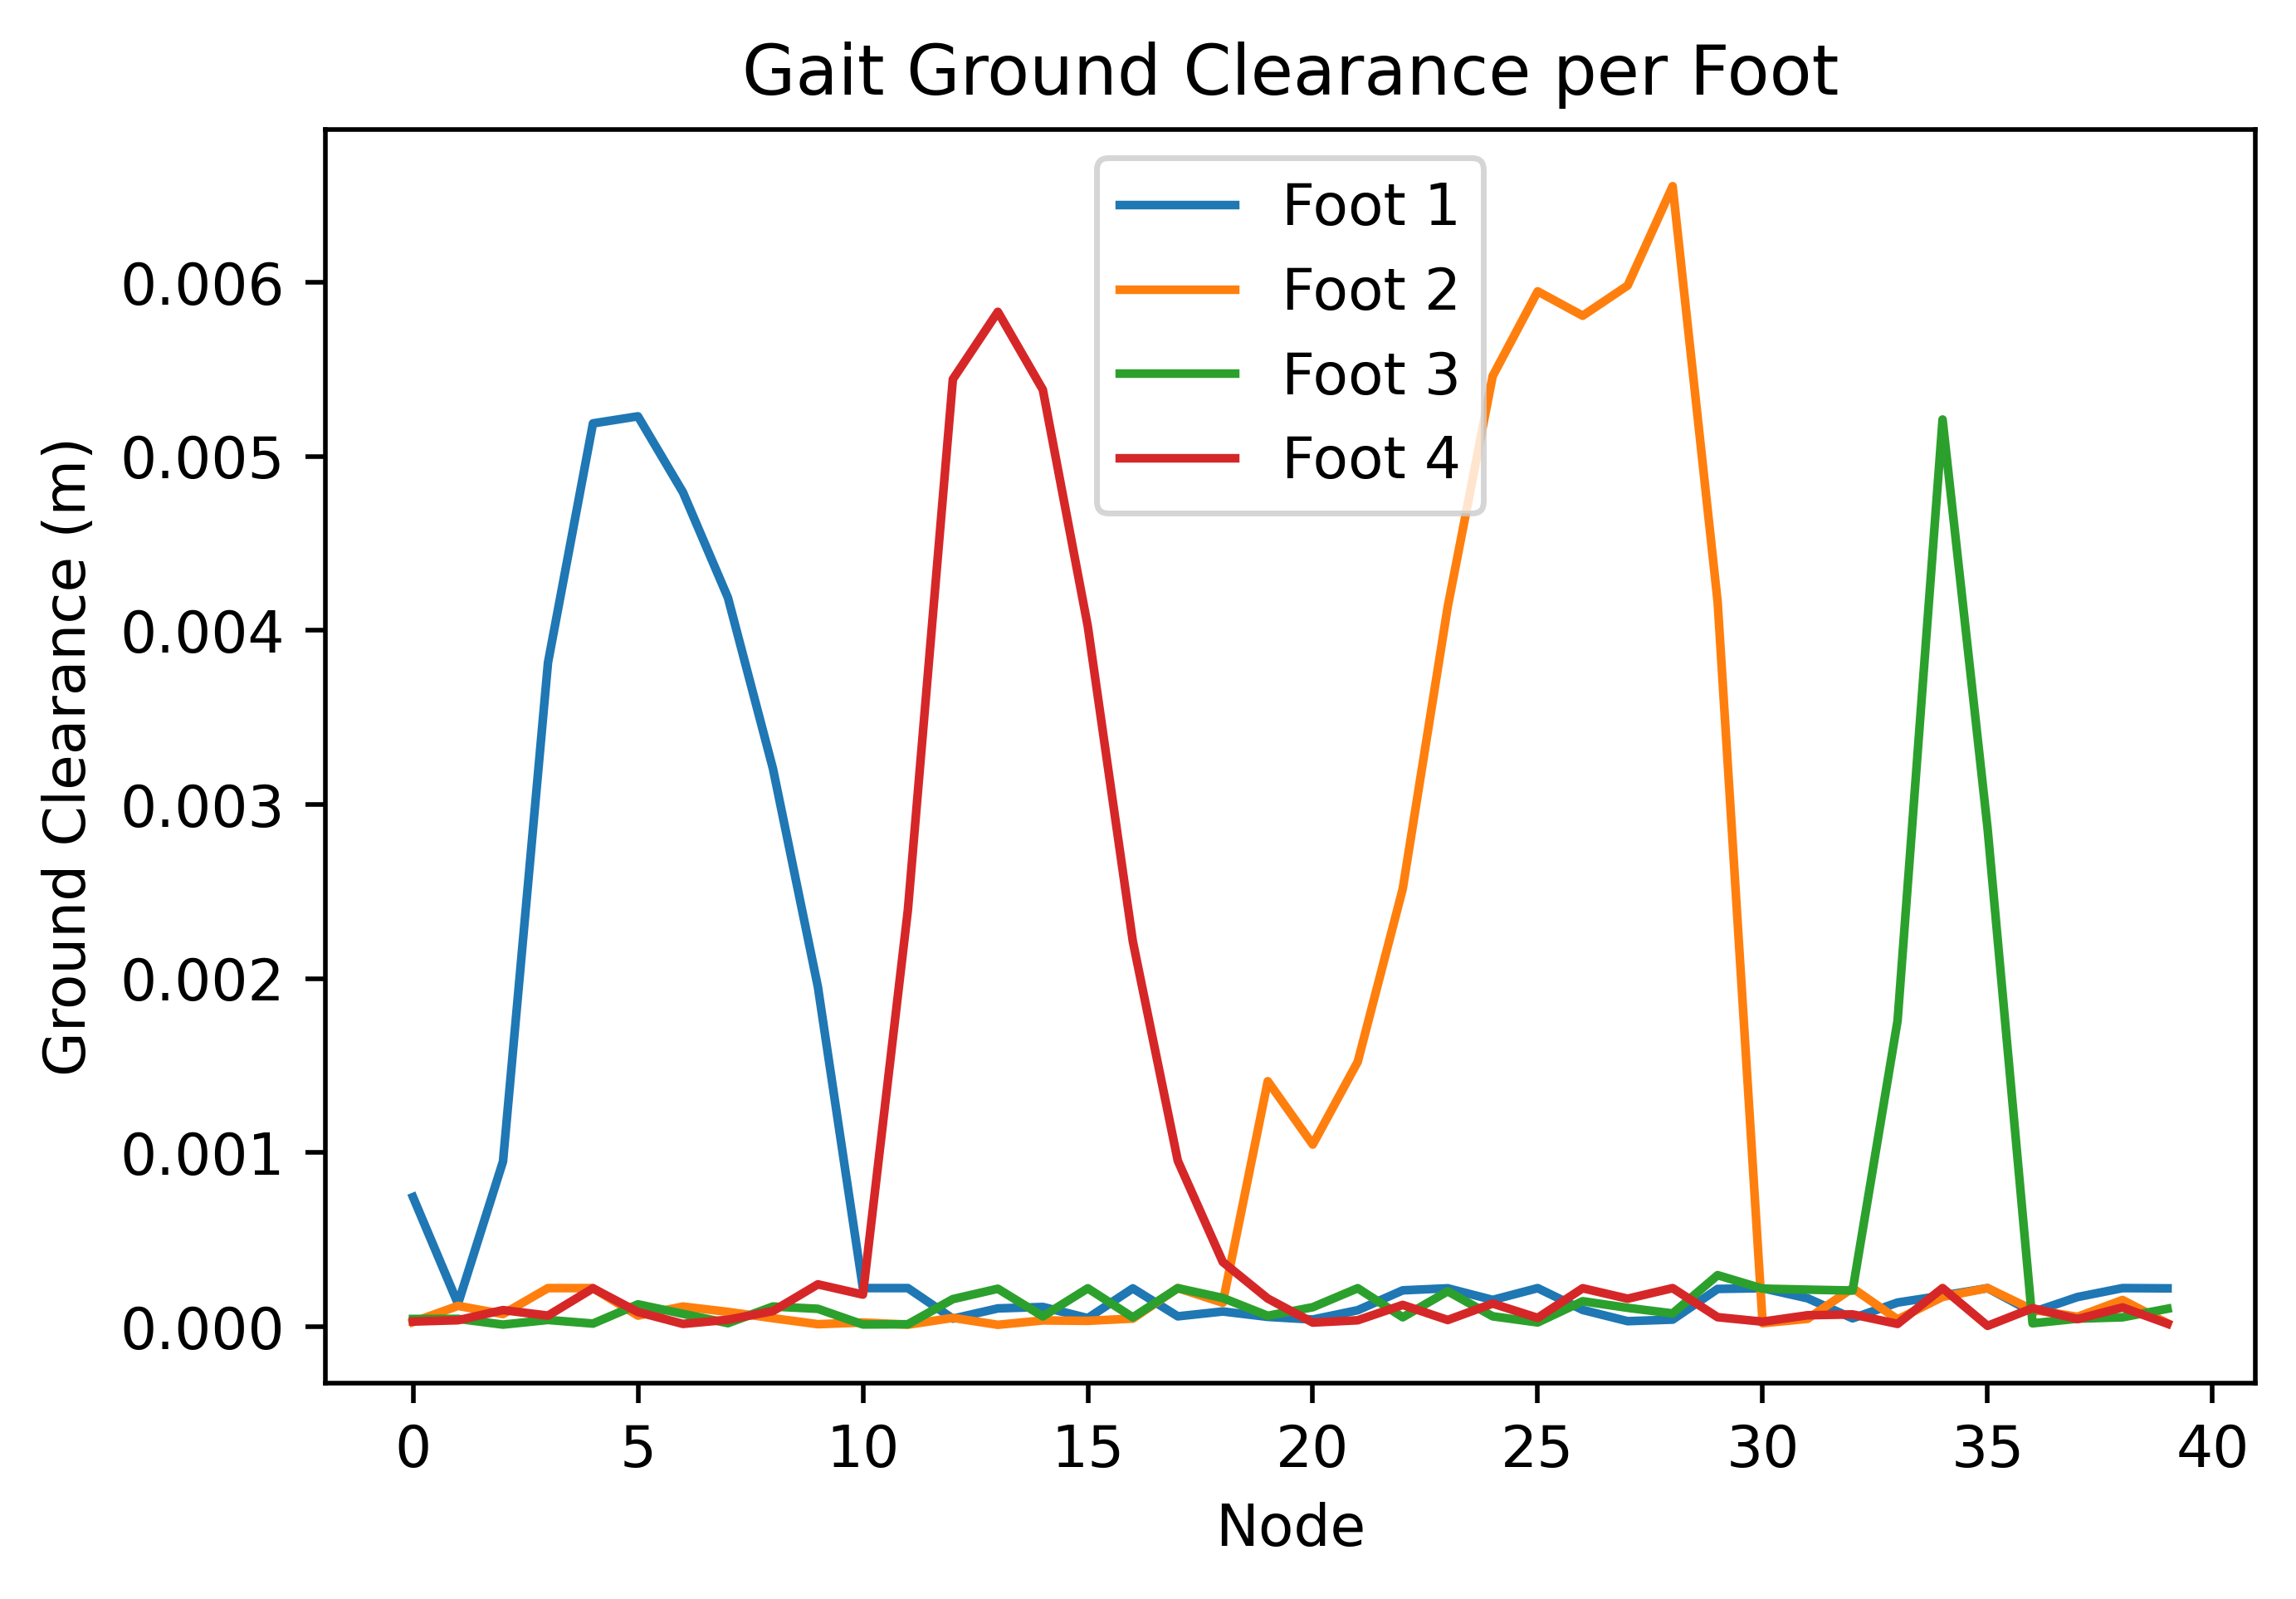 Gait Ground Clearance per Foot
Foot 1
Foot 2
Foot 3
Foot 4
Ground Clearance (m)
0.006
0.005
0.004
0.003
0.002
0.001
0.000
0 5 10 15 20 25 30 35 40
Node